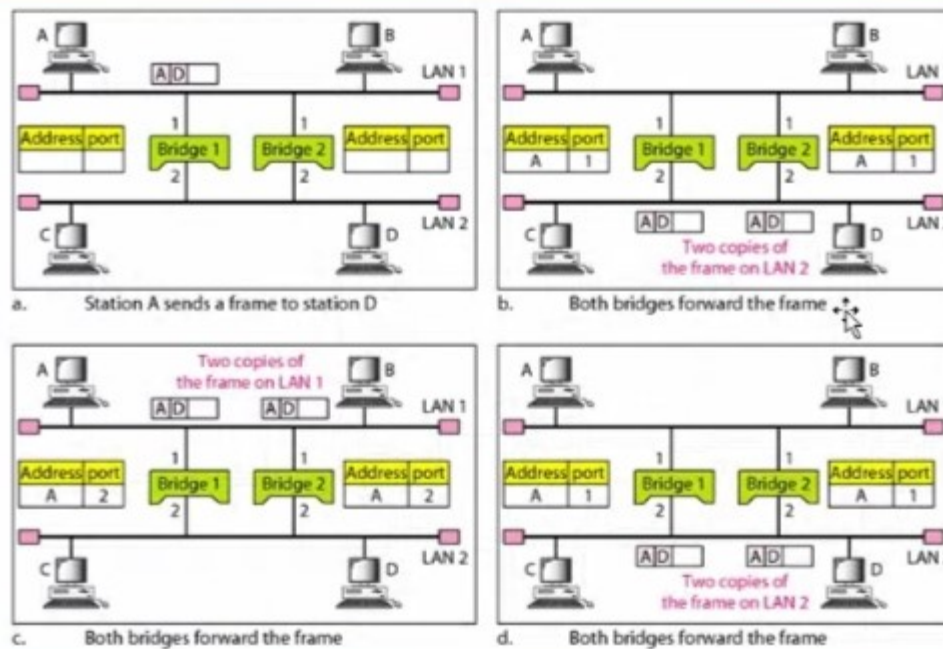 A B
A D LAN 1
1 1
Address port Bridge 1 Bridge 2 Address port
2 2
LAN 2
C D
a. Station A sends a frame to station D
A B
LAN
1 1
Address port Bridge 1 Bridge 2 Address port
A 1 A 1
2 2
LAN
C A D A D D
Two copies of
the frame on LAN 2
b. Both bridges forward the frame
A Two copies of B
the frame on LAN 1
A D A D LAN 1
1 1
Address port Bridge 1 Bridge 2 Address port
A 2 A 2
2 2
LAN 2
C D
c. Both bridges forward the frame
A B
LAN
1 1
Address port Bridge 1 Bridge 2 Address port
A 1 A 1
2 2
LAN
C A D A D D
Two copies of
the frame on LAN 2
d. Both bridges forward the frame